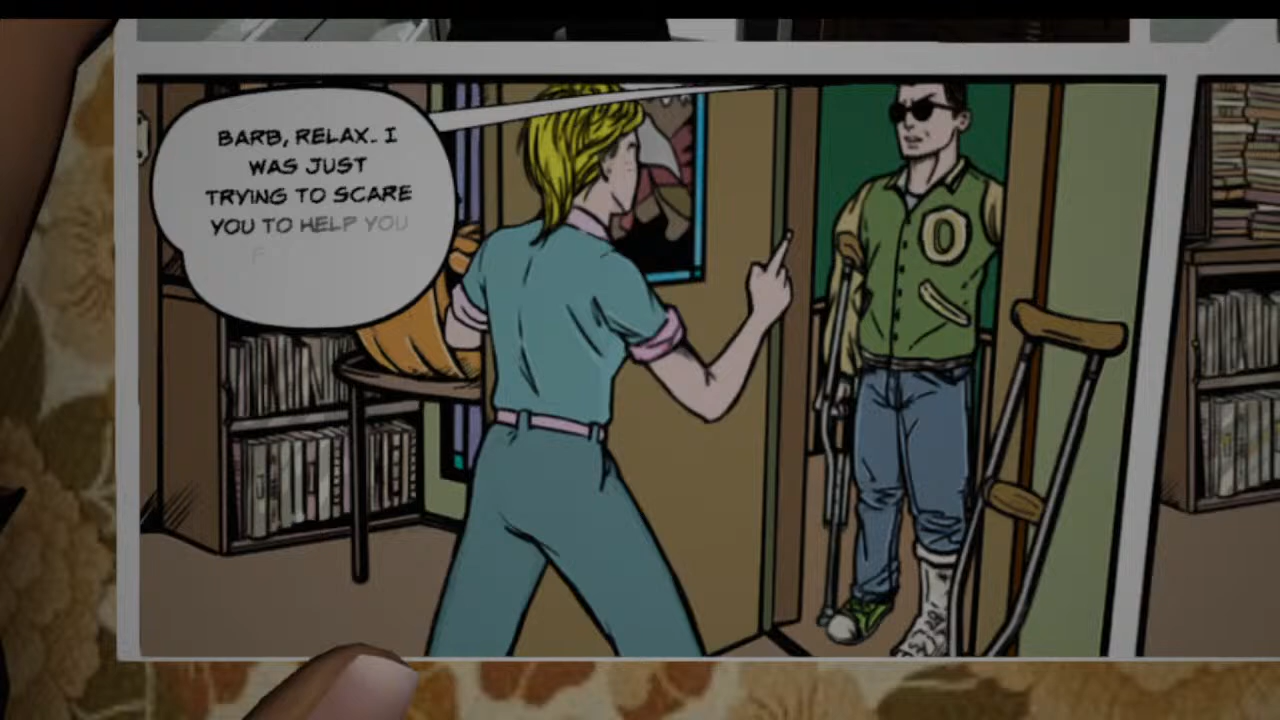 BARB, RELAX.. I
WAS JUST
TRYING TO SCARE
YOU TO HELP YOU
F
O